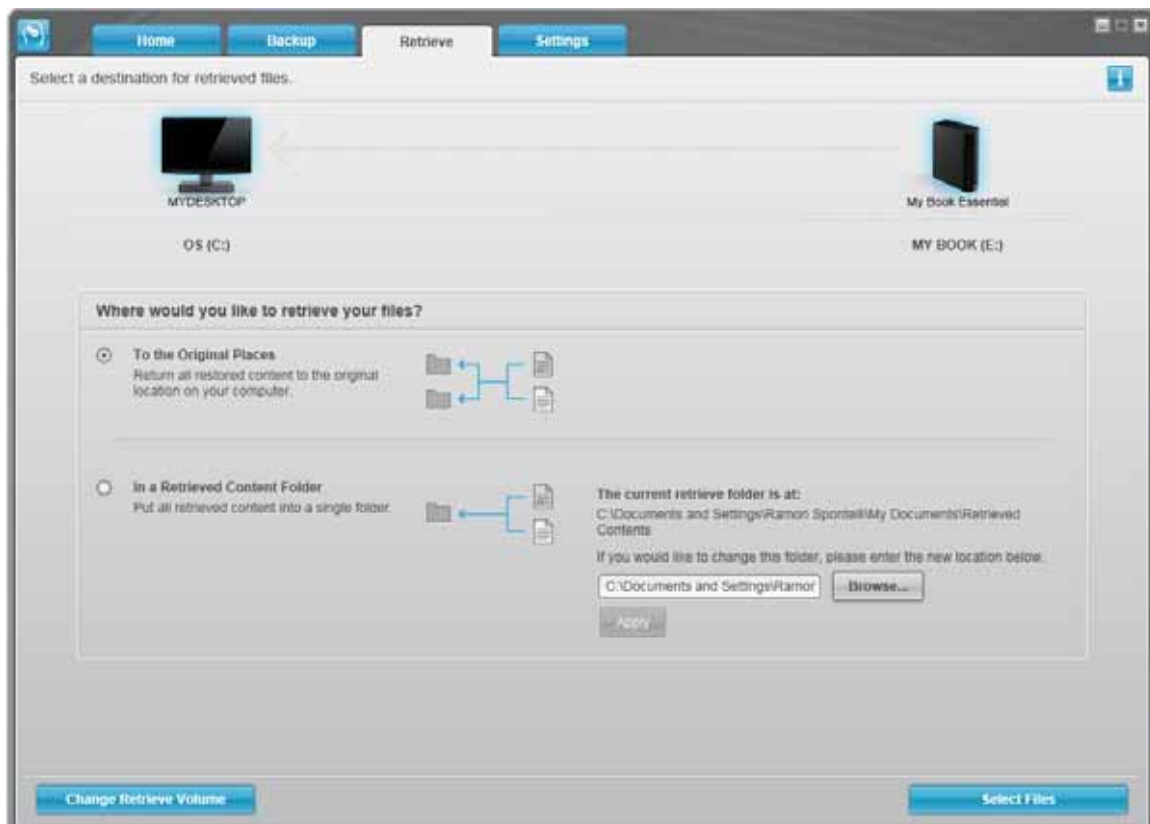 Home Backup Retrieve Settings
Select a destination for retrieved files.
MYDESKTOP
My Book Essential
OS (C:)
MY BOOK (E:)
Where would you like to retrieve your files?
To the Original Places
Return all restored content to the original
location on your computer.
In a Retrieved Content Folder
Put all retrieved content into a single folder.
The current retrieve folder is at:
C:\Documents and Settings\Ramon Spontelli\My Documents\Retrieved
Contents
If you would like to change this folder, please enter the new location below.
C:\Documents and Settings\Ramon
Browse...
Apply
Change Retrieve Volume
Select Files